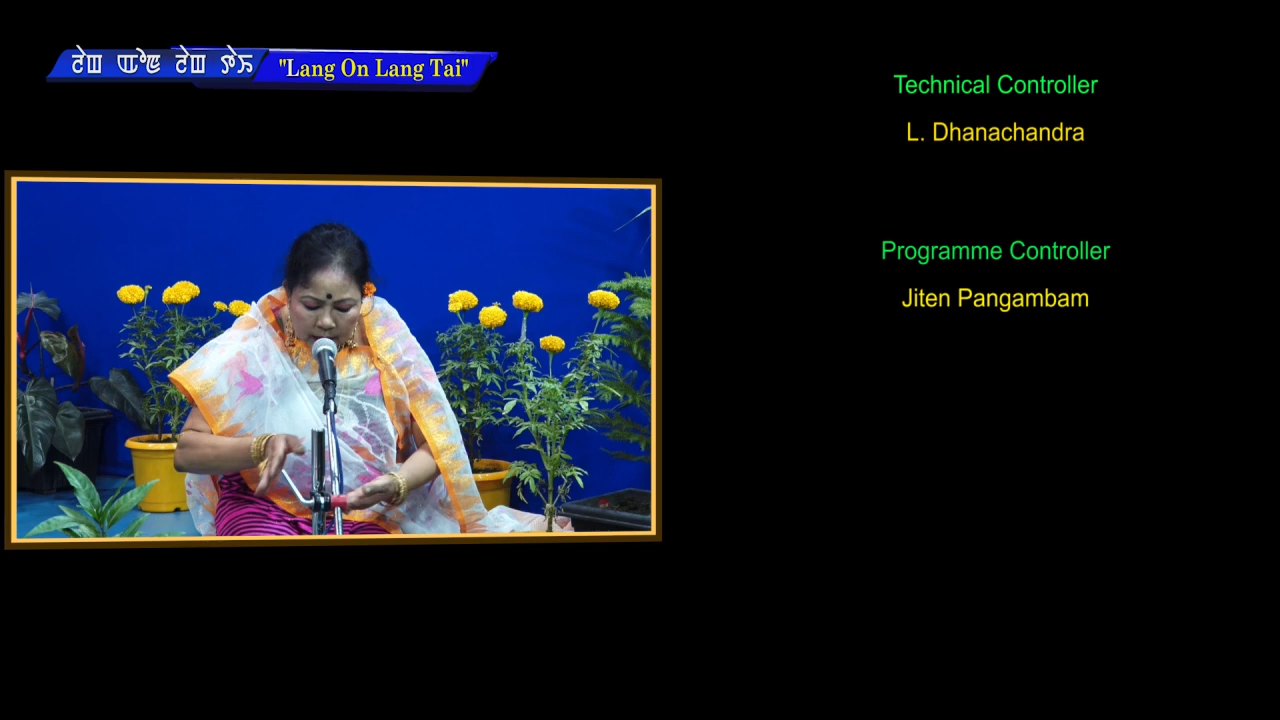 "Lang On Lang Tai"
Technical Controller
L. Dhanachandra
Programme Controller
Jiten Pangambam